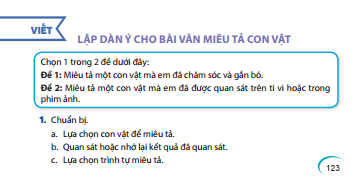 VIẾT
LẬP DÀN Ý CHO BÀI VĂN MIÊU TẢ CON VẬT
Chọn 1 trong 2 đề dưới đây:
Đề 1: Miêu tả một con vật mà em đã chăm sóc và gắn bó.
Đề 2: Miêu tả một con vật mà em đã được quan sát trên ti vi hoặc trong
phim ảnh.
1. Chuẩn bị.
a. Lựa chọn con vật để miêu tả.
b. Quan sát hoặc nhớ lại kết quả đã quan sát.
c. Lựa chọn trình tự miêu tả.
123